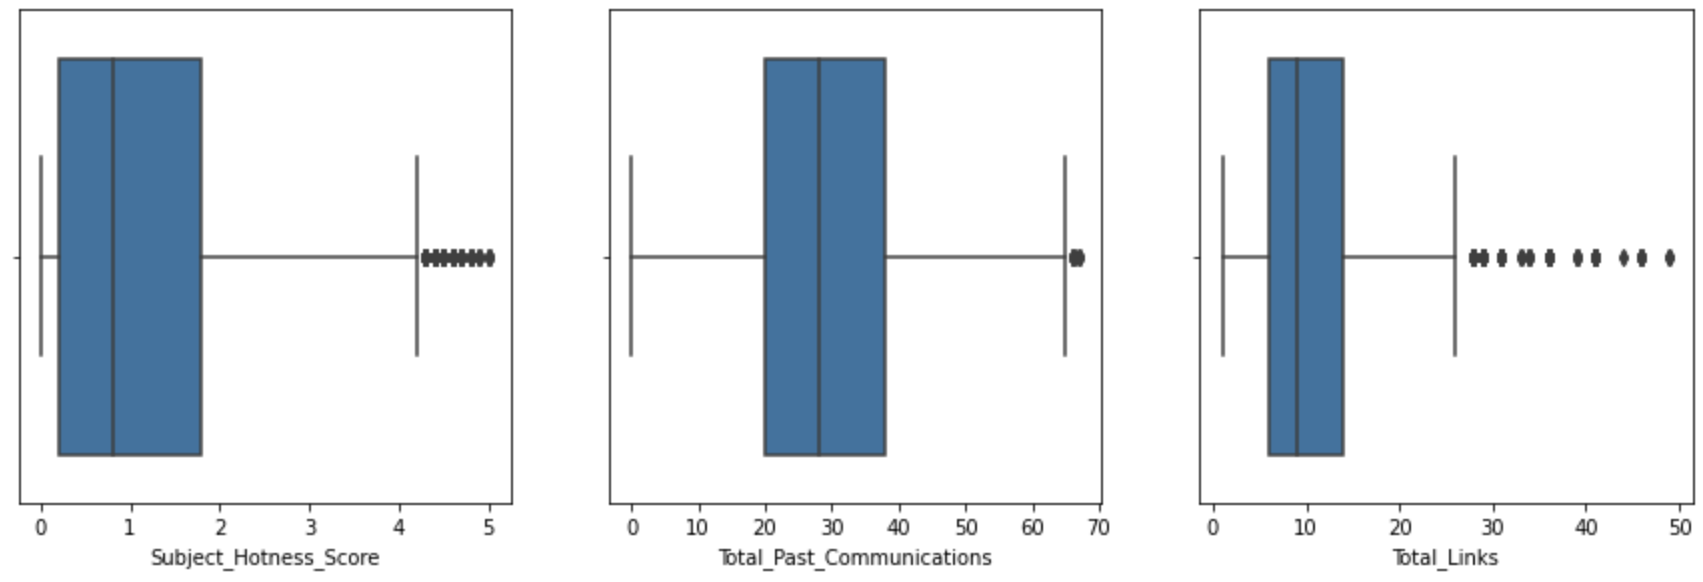 0 1 2 3 4 5
Subject_Hotness_Score
0 10 20 30 40 50 60 70
Total_Past_Communications
0 10 20 30 40 50
Total_Links